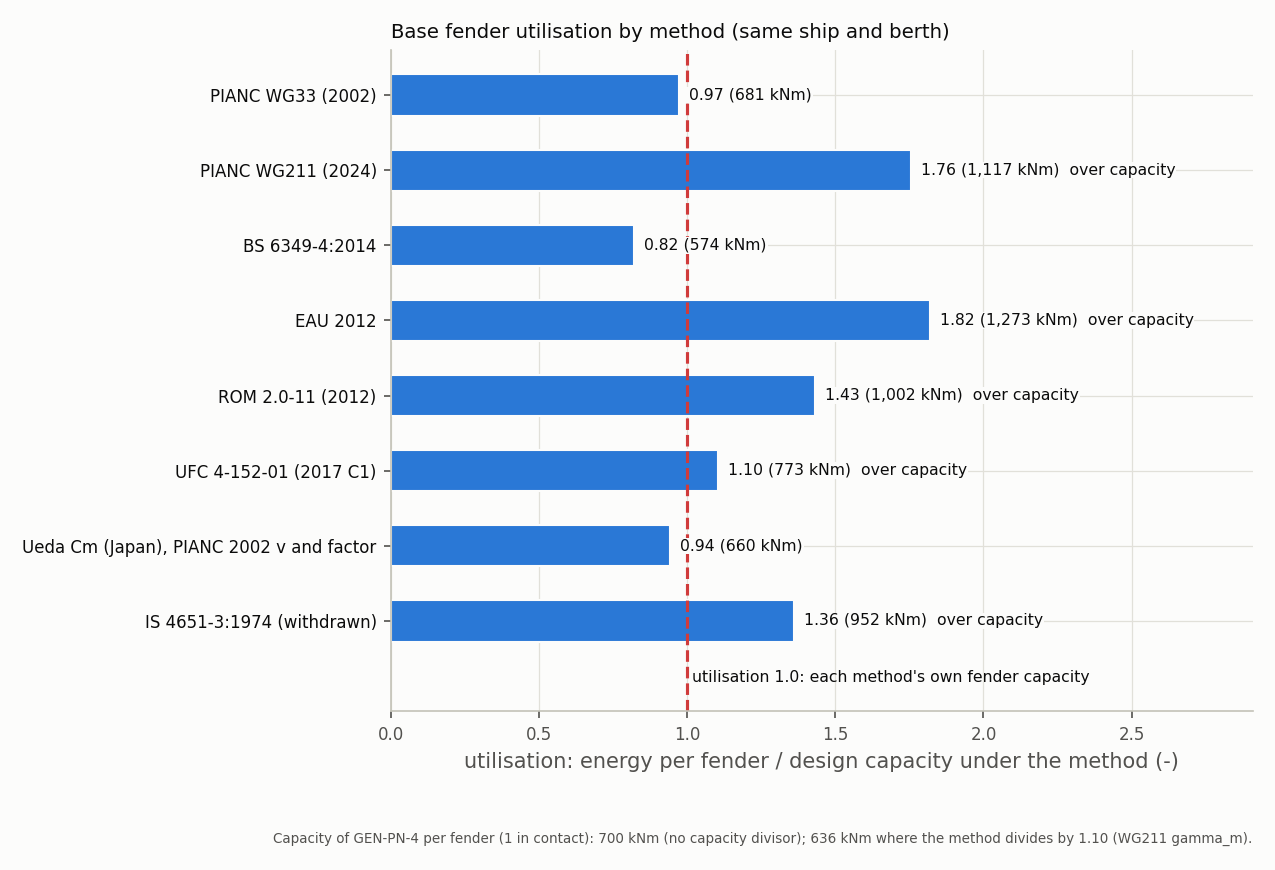 Base fender utilisation by method (same ship and berth)
PIANC WG33 (2002)
0.97 (681 kNm)
PIANC WG211 (2024)
1.76 (1,117 kNm)  over capacity
BS 6349-4:2014
0.82 (574 kNm)
EAU 2012
1.82 (1,273 kNm)  over capacity
ROM 2.0-11 (2012)
1.43 (1,002 kNm)  over capacity
UFC 4-152-01 (2017 C1)
1.10 (773 kNm)  over capacity
Ueda Cm (Japan), PIANC 2002 v and factor
0.94 (660 kNm)
IS 4651-3:1974 (withdrawn)
1.36 (952 kNm)  over capacity
utilisation 1.0: each method's own fender capacity
0.0 0.5 1.0 1.5 2.0 2.5
utilisation: energy per fender / design capacity under the method (-)
Capacity of GEN-PN-4 per fender (1 in contact): 700 kNm (no capacity divisor); 636 kNm where the method divides by 1.10 (WG211 gamma_m).